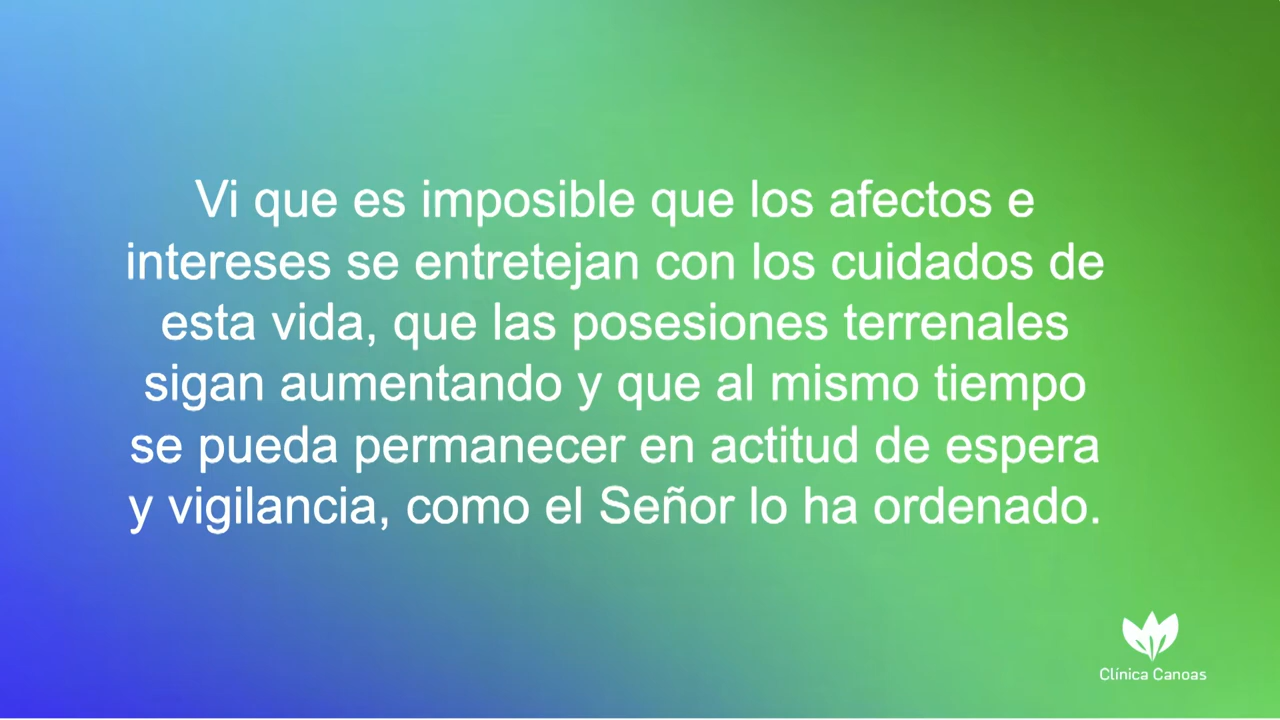 Vi que es imposible que los afectos e
intereses se entretejan con los cuidados de
esta vida, que las posesiones terrenales
sigan aumentando y que al mismo tiempo
se pueda permanecer en actitud de espera
y vigilancia, como el Señor lo ha ordenado.
Clínica Canoas